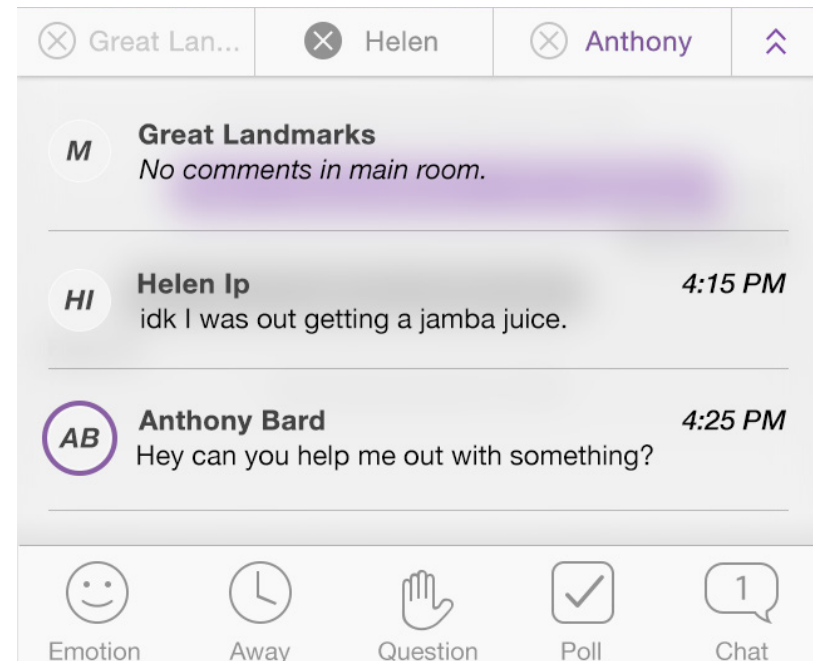 Great Lan... Helen Anthony
M
Great Landmarks
No comments in main room.
HI
Helen Ip 4:15 PM
idk I was out getting a jamba juice.
AB
Anthony Bard 4:25 PM
Hey can you help me out with something?
1
Emotion Away Question Poll Chat